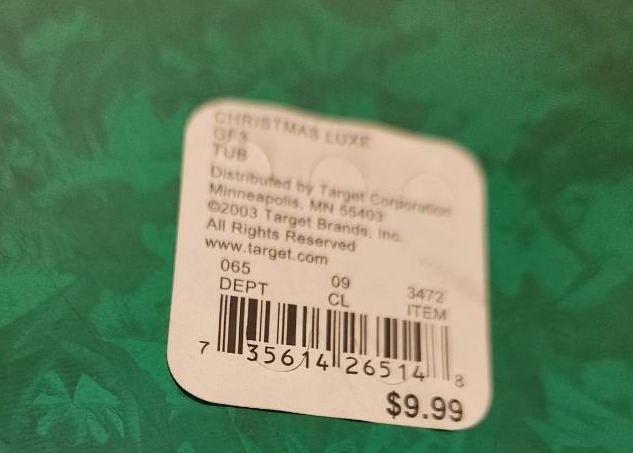 CHRISTMAS LUXE
GF3
TUB
Distributed by Target Corporation
Minneapolis, MN 55403
©2003 Target Brands, Inc.
All Rights Reserved
www.target.com
065 09 3472
DEPT CL ITEM
7 35614 26514 8
$9.99